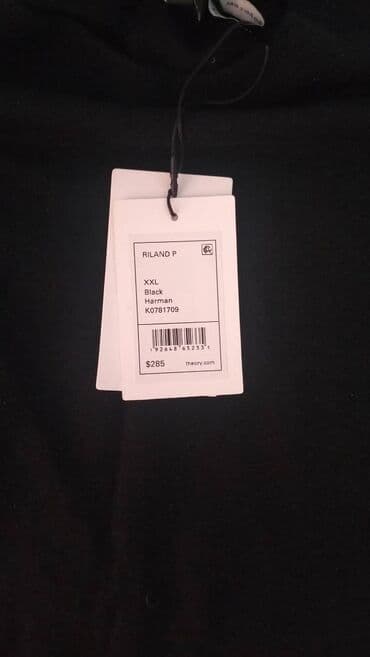 RILAND P
XXL
Black
Harman
K0781709
$285
theory.com